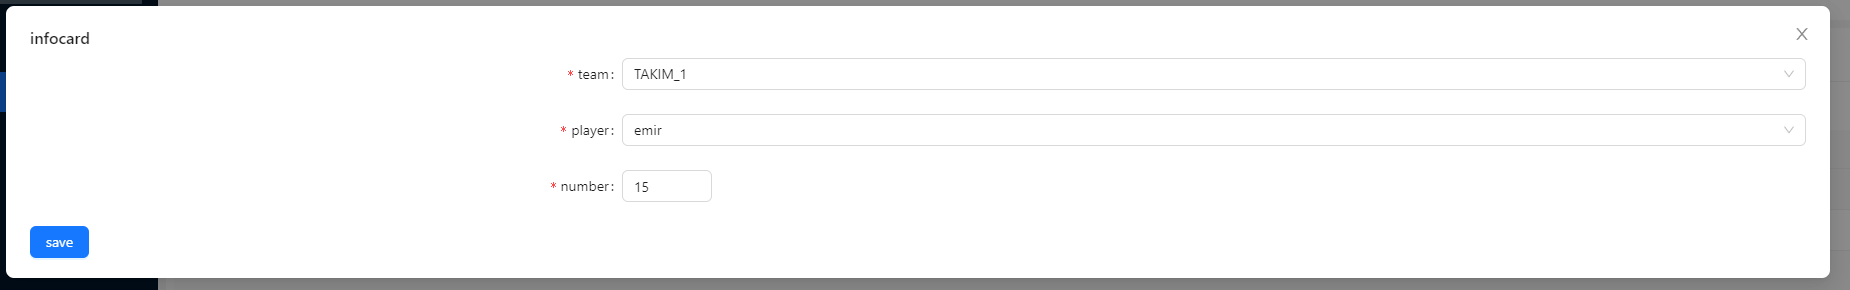 infocard
* team: TAKIM_1
* player: emir
* number: 15
save